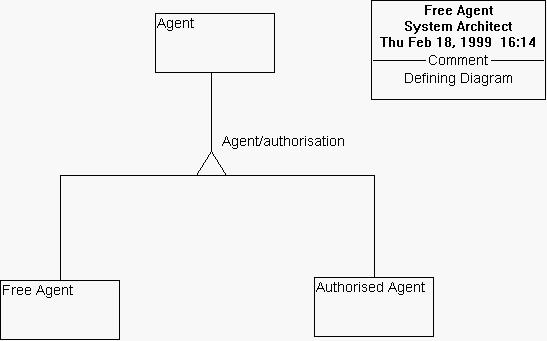 Agent
Free Agent
System Architect
Thu Feb 18, 1999  16:14
Comment
Defining Diagram
Agent/authorisation
Free Agent
Authorised Agent